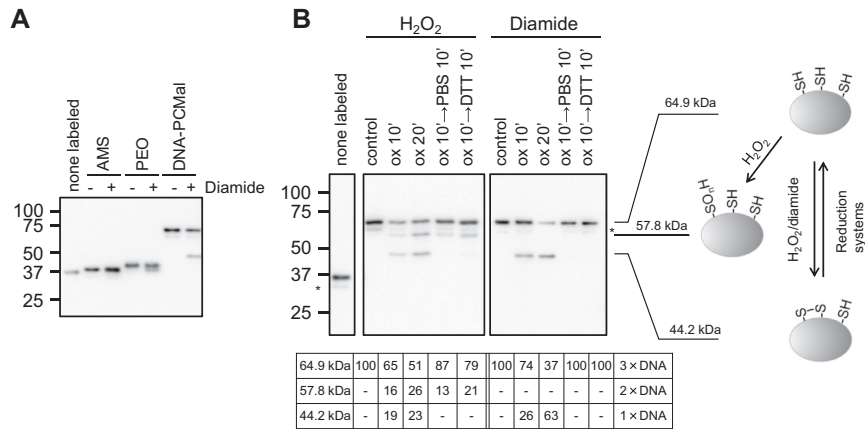 A
none labeled
AMS
PEO
DNA-PCMal
- + - + - + Diamide
100
75
50
37
25
B
H₂O₂
Diamide
none labeled
control
ox 10'
ox 20'
ox 10'→PBS 10'
ox 10'→DTT 10'
control
ox 10'
ox 20'
ox 10'→PBS 10'
ox 10'→DTT 10'
100
75
50
37
*
25
*
64.9 kDa
57.8 kDa
44.2 kDa
64.9 kDa 100 65 51 87 79 100 74 37 100 100 3 × DNA
57.8 kDa - 16 26 13 21 - - - - - 2 × DNA
44.2 kDa - 19 23 - - - 26 63 - - 1 × DNA
-SH
-SH
-SH
H₂O₂
-SOₙH
-SH
-SH
H₂O₂/diamide
Reduction systems
S-S
-SH